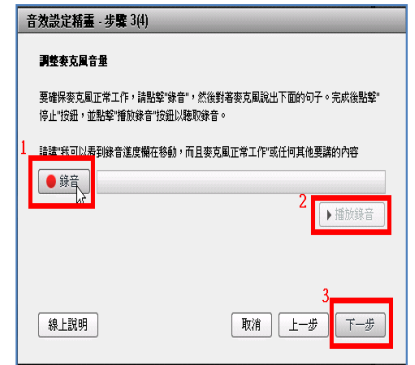 音效設定精靈 - 步驟 3(4)
調整麥克風音量
要確保麥克風正常工作，請點擊"錄音"，然後對著麥克風說出下面的句子。完成後點擊"
停止"按鈕，並點擊"播放錄音"按鈕以聽取錄音。
請講"我可以看到錄音進度欄在移動，而且麥克風正常工作"或任何其他要講的內容
1
錄音
2
播放錄音
3
線上說明
取消
上一步
下一步